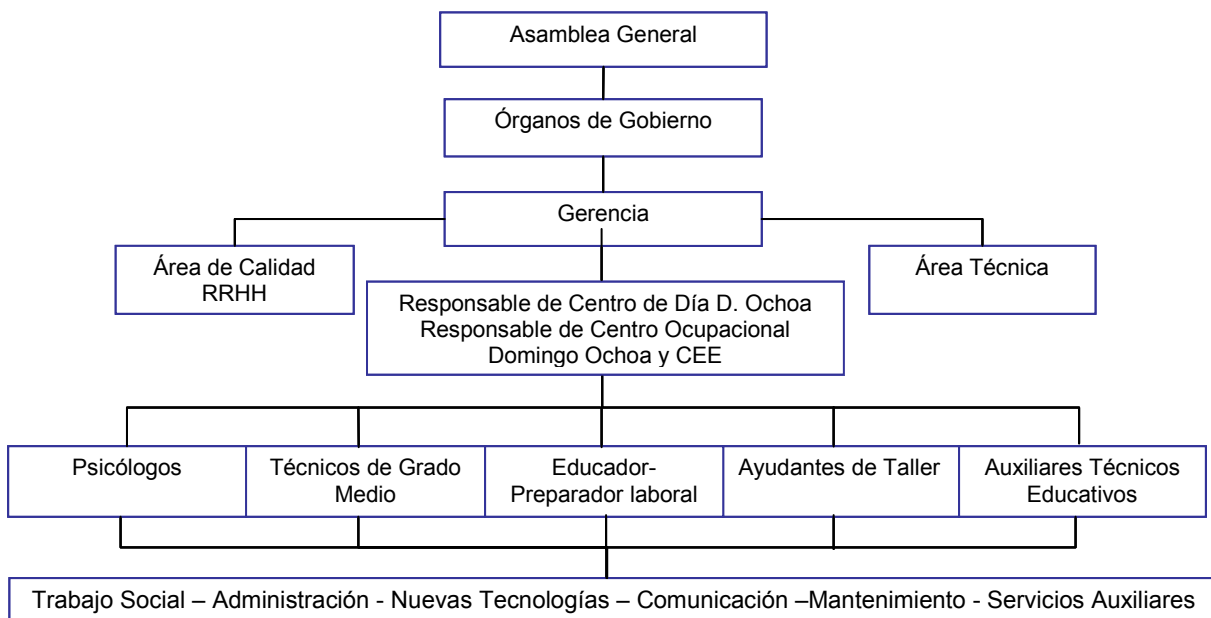 Asamblea General
Órganos de Gobierno
Gerencia
Área de Calidad
RRHH
Área Técnica
Responsable de Centro de Día D. Ochoa
Responsable de Centro Ocupacional
Domingo Ochoa y CEE
Psicólogos
Técnicos de Grado
Medio
Educador-
Preparador laboral
Ayudantes de Taller
Auxiliares Técnicos
Educativos
Trabajo Social – Administración - Nuevas Tecnologías – Comunicación –Mantenimiento - Servicios Auxiliares